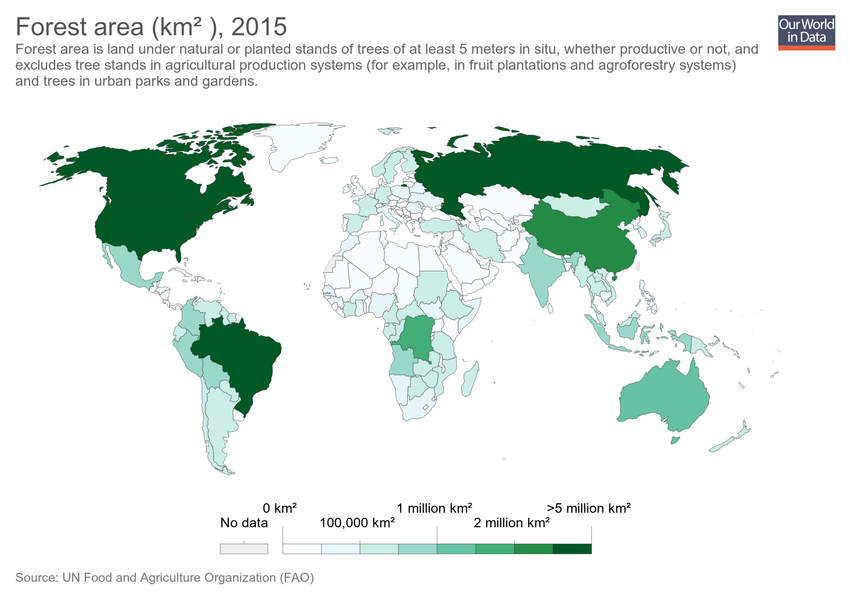 Forest area (km² ), 2015
Our World
in Data
Forest area is land under natural or planted stands of trees of at least 5 meters in situ, whether productive or not, and
excludes tree stands in agricultural production systems (for example, in fruit plantations and agroforestry systems)
and trees in urban parks and gardens.
0 km² 1 million km² >5 million km²
No data 100,000 km² 2 million km²
Source: UN Food and Agriculture Organization (FAO)